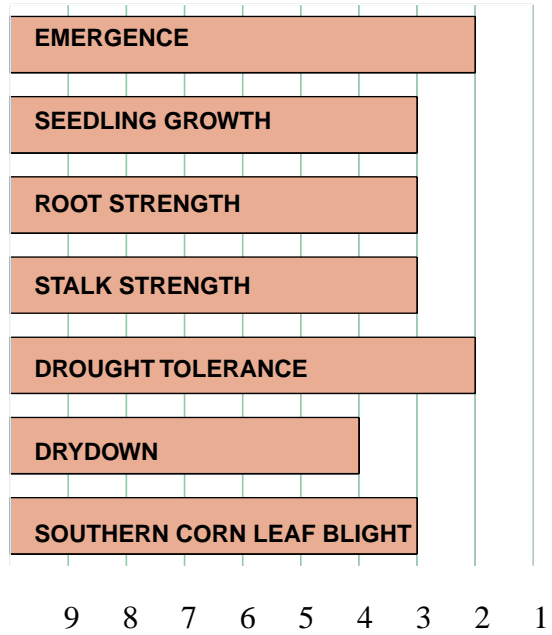 EMERGENCE
SEEDLING GROWTH
ROOT STRENGTH
STALK STRENGTH
DROUGHT TOLERANCE
DRYDOWN
SOUTHERN CORN LEAF BLIGHT
9 8 7 6 5 4 3 2 1